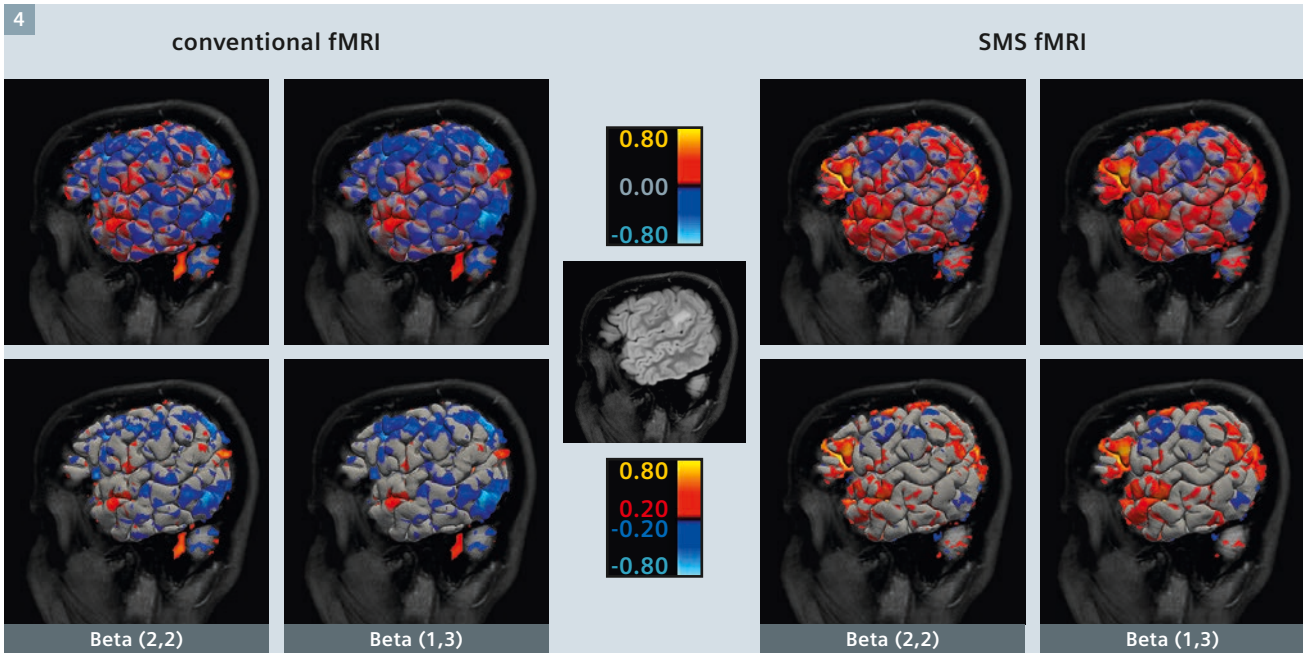 4
conventional fMRI
SMS fMRI
0.80
0.00
-0.80
0.80
0.20
-0.20
-0.80
Beta (2,2)
Beta (1,3)
Beta (2,2)
Beta (1,3)